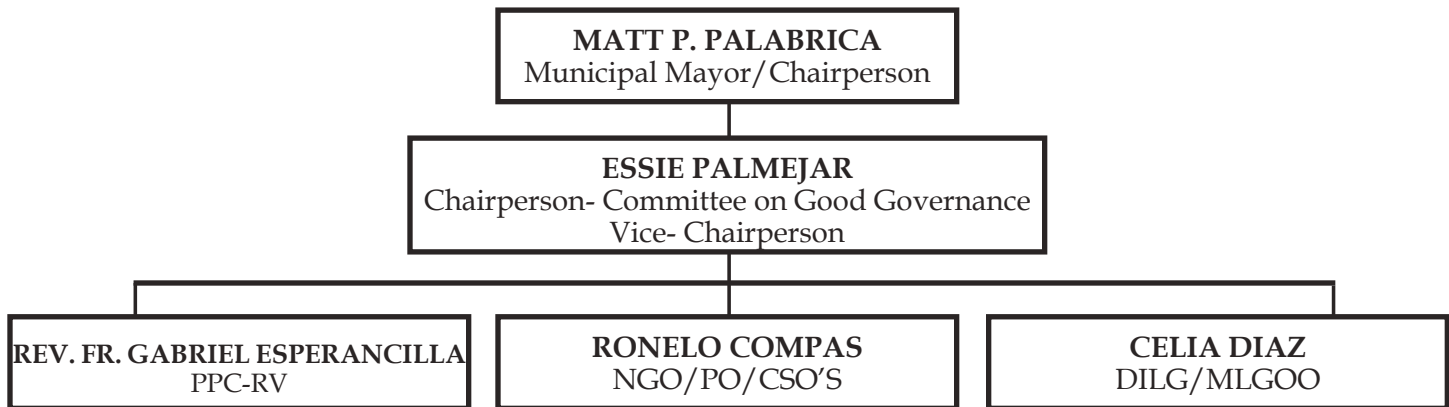 MATT P. PALABRICA
Municipal Mayor/Chairperson
ESSIE PALMEJAR
Chairperson- Committee on Good Governance
Vice- Chairperson
REV. FR. GABRIEL ESPERANCILLA
PPC-RV
RONELO COMPAS
NGO/PO/CSO'S
CELIA DIAZ
DILG/MLGOO